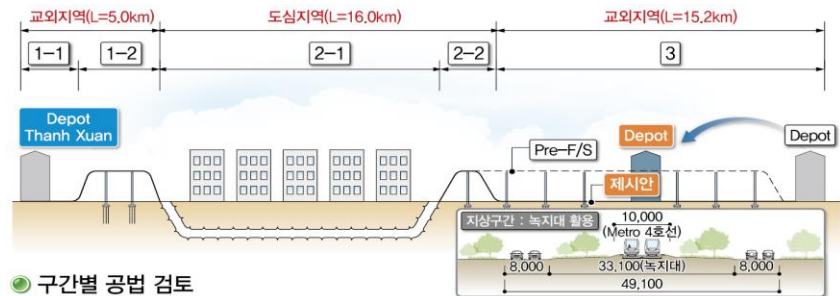 교외지역(L=5.0km)
도심지역(L=16.0km)
교외지역(L=15.2km)
1-1
1-2
2-1
2-2
3
Depot
Thanh Xuan
Pre-F/S
Depot
Depot
제시안
지상구간 : 녹지대 활용
10,000
(Metro 4호선)
8,000
33,100(녹지대)
8,000
49,100
구간별 공법 검토